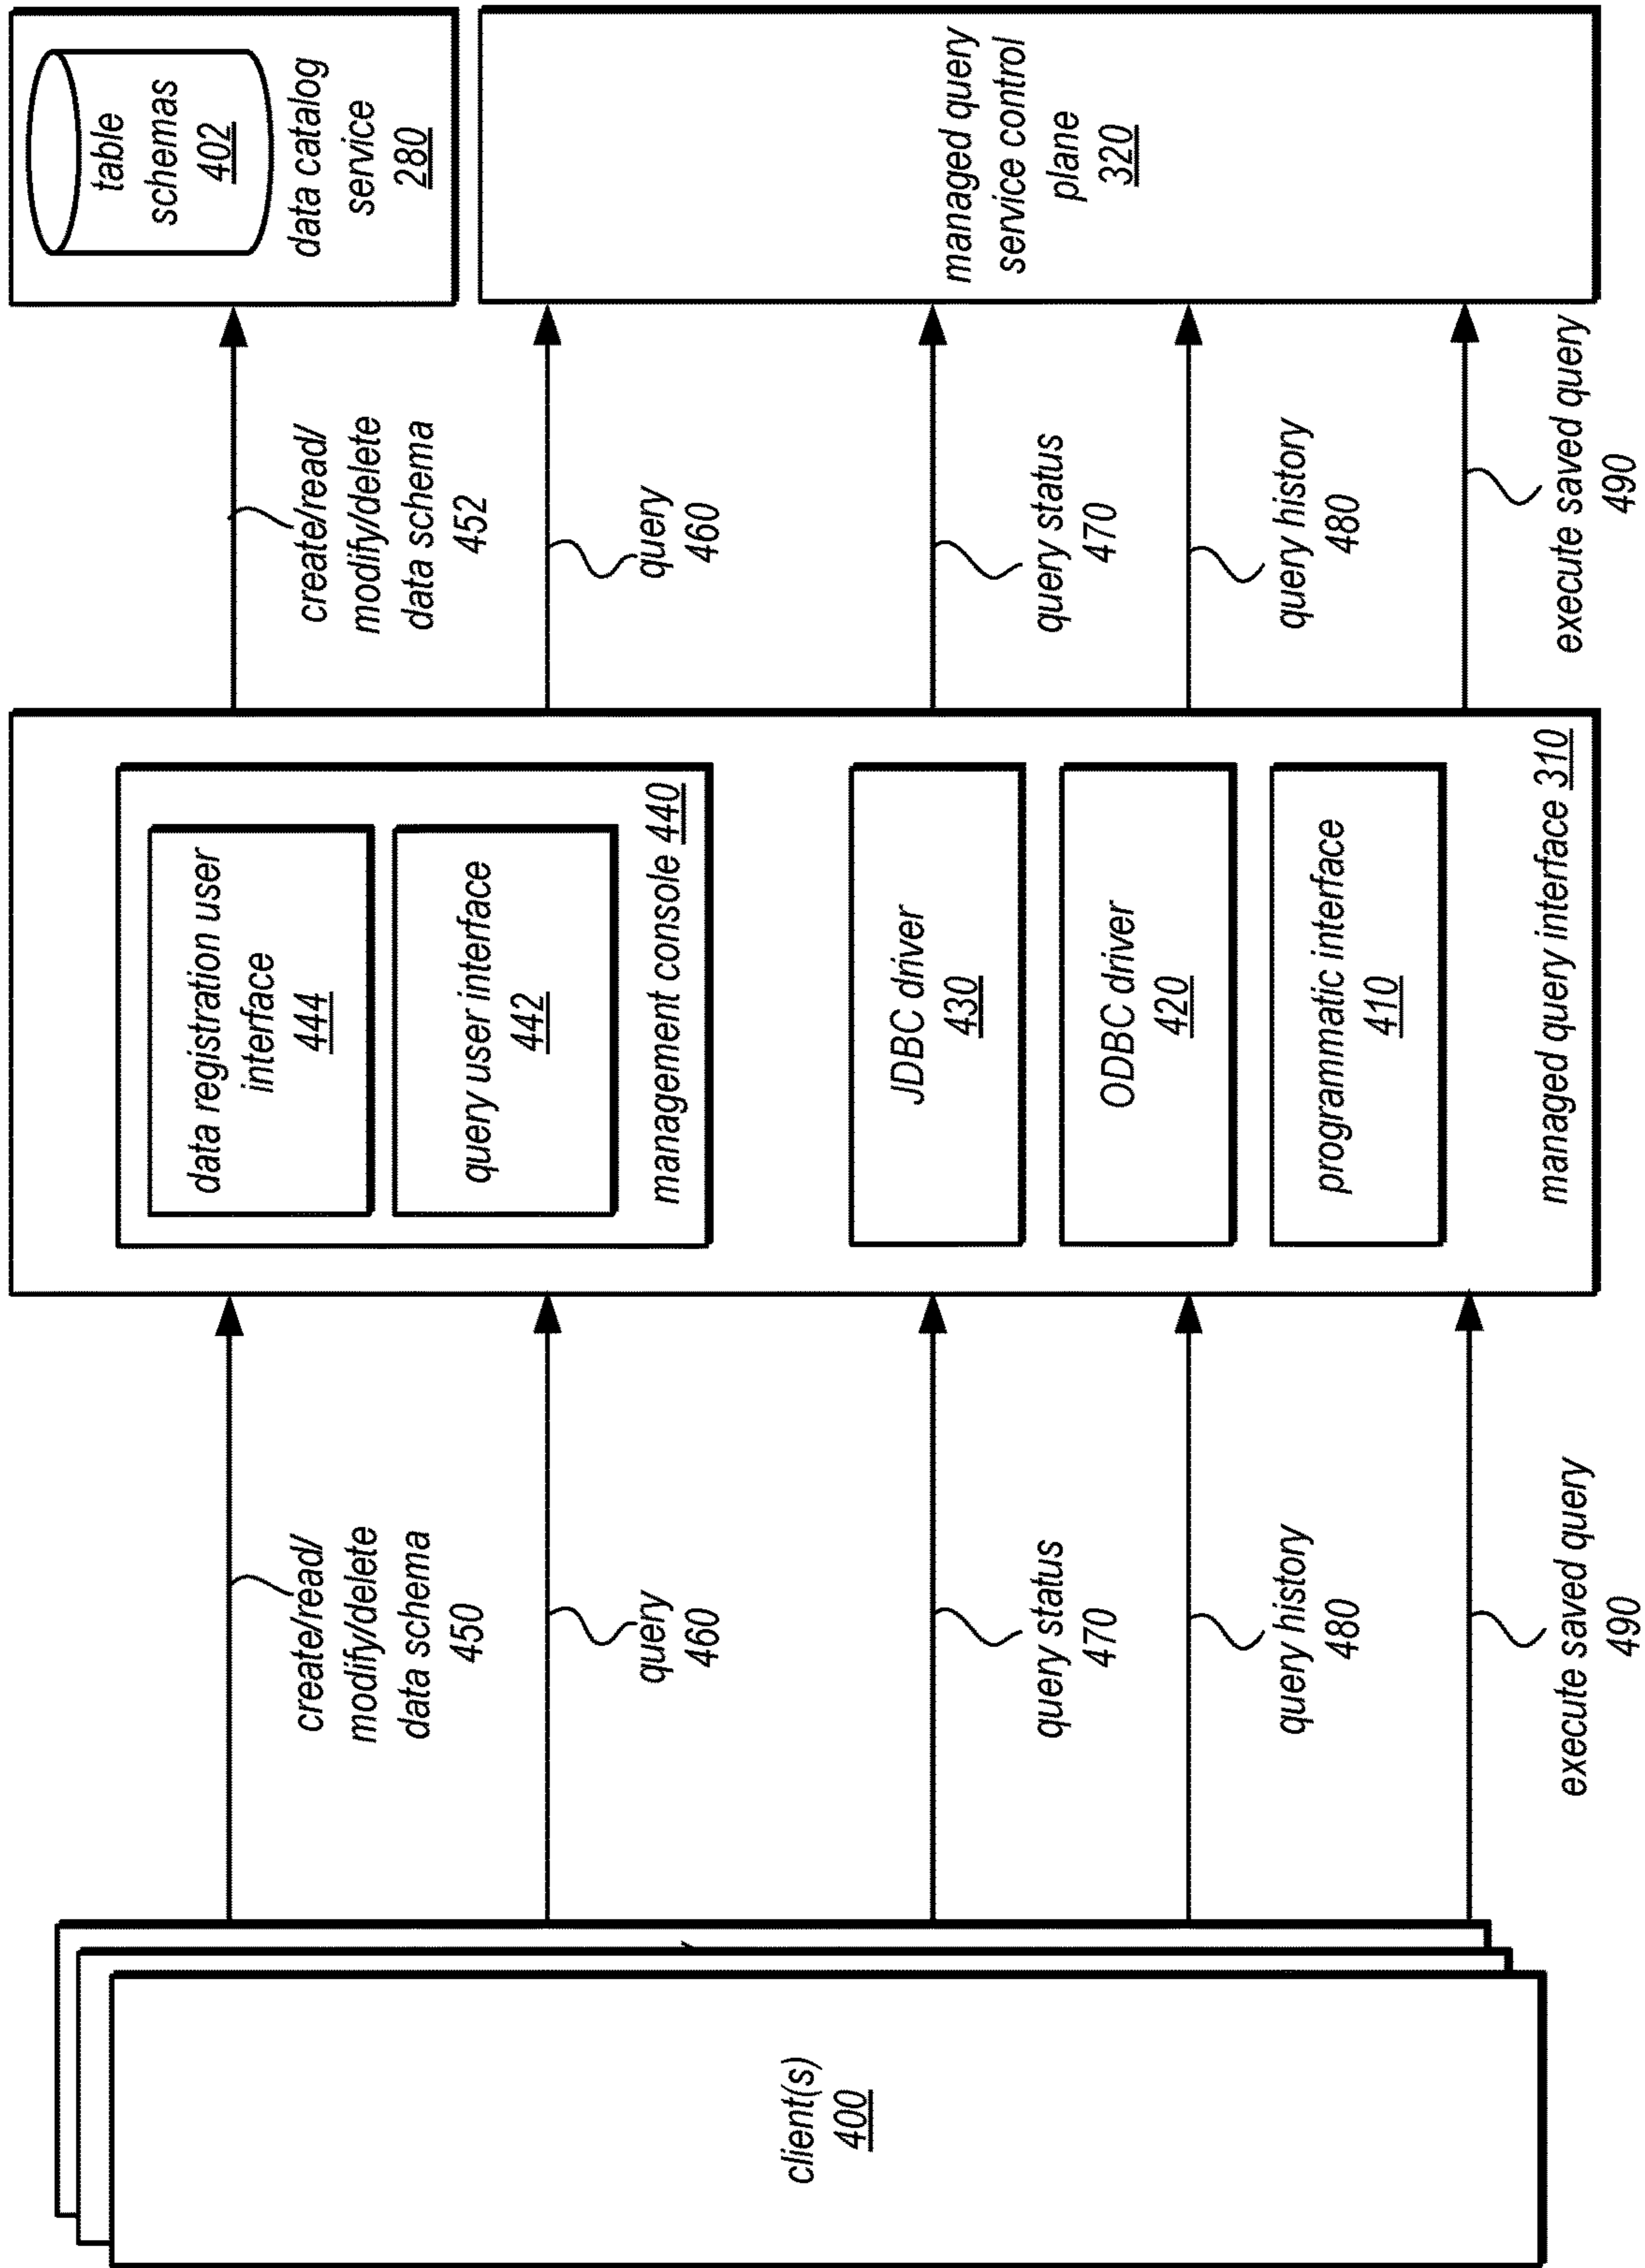 client(s)
400
create/read/
modify/delete
data schema
450
query
460
query status
470
query history
480
execute saved query
490
data registration user
interface
444
query user interface
442
management console 440
JDBC driver
430
ODBC driver
420
programmatic interface
410
managed query interface 310
create/read/
modify/delete
data schema
452
query
460
query status
470
query history
480
execute saved query
490
table
schemas
402
data catalog
service
280
managed query
service control
plane
320